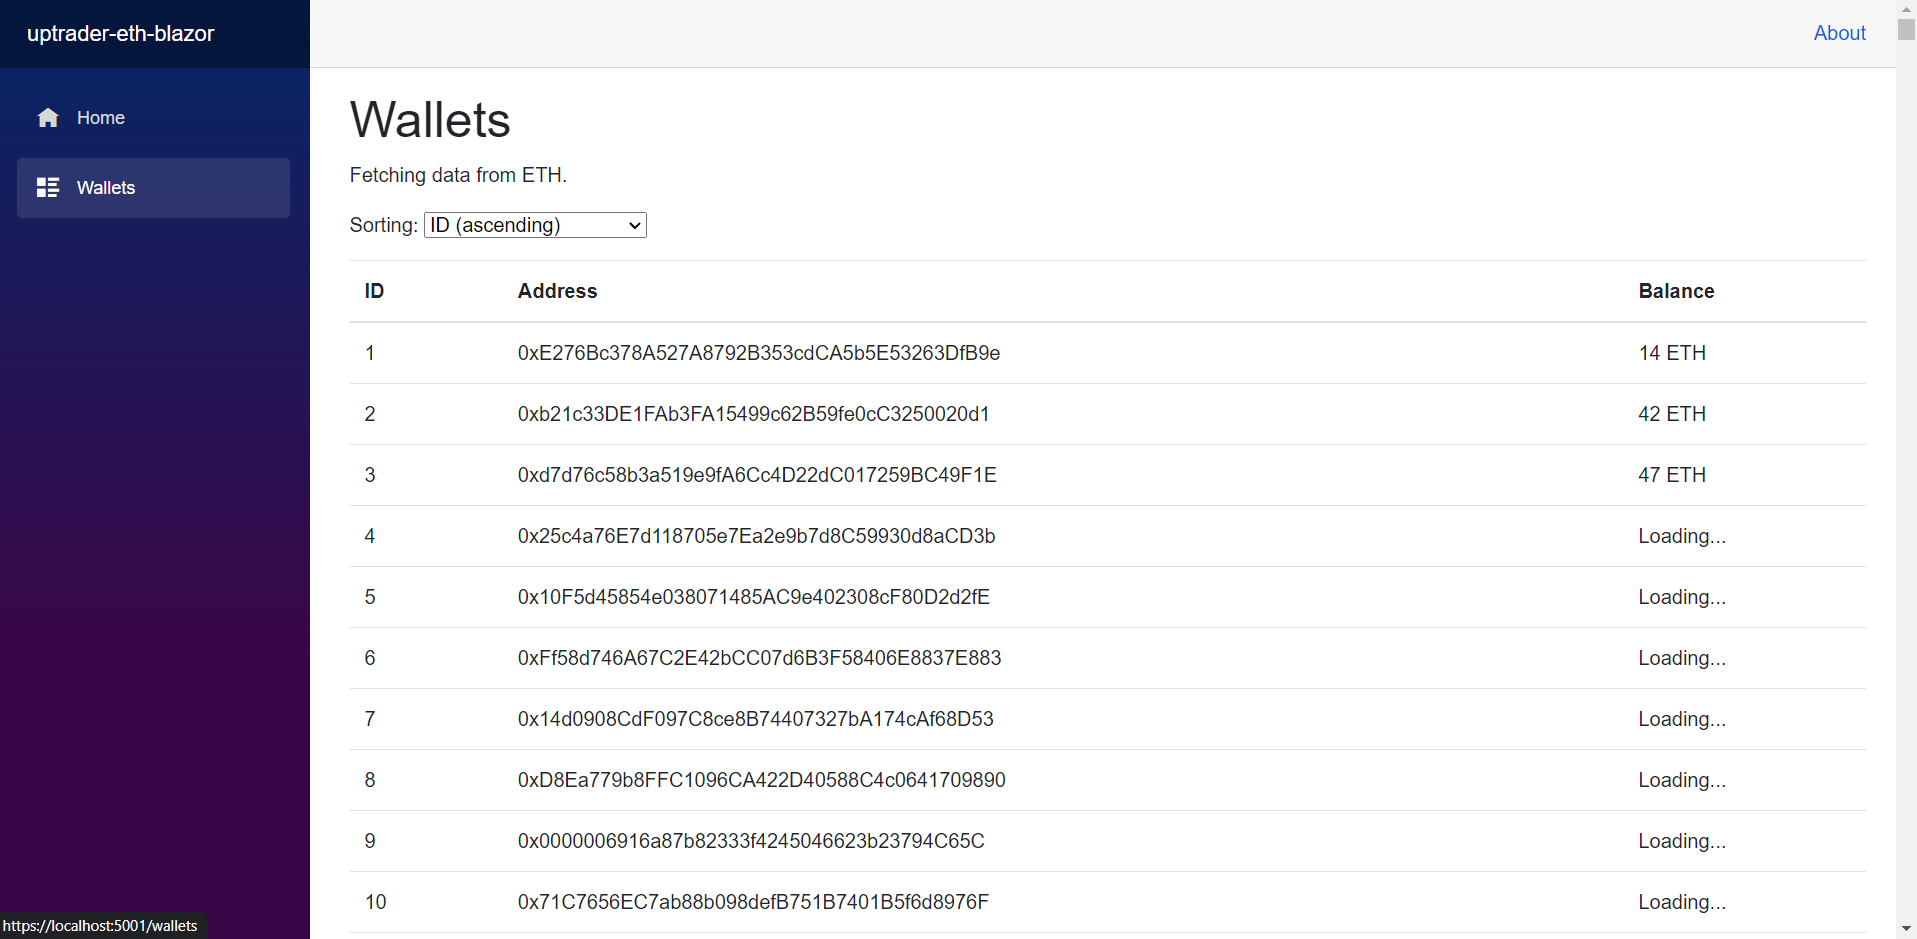 uptrader-eth-blazor
About
Home
Wallets
Wallets
Fetching data from ETH.
Sorting: ID (ascending)
ID Address Balance
1 0xE276Bc378A527A8792B353cdCA5b5E53263DfB9e 14 ETH
2 0xb21c33DE1FAb3FA15499c62B59fe0cC3250020d1 42 ETH
3 0xd7d76c58b3a519e9fA6Cc4D22dC017259BC49F1E 47 ETH
4 0x25c4a76E7d118705e7Ea2e9b7d8C59930d8aCD3b Loading...
5 0x10F5d45854e038071485AC9e402308cF80D2d2fE Loading...
6 0xFf58d746A67C2E42bCC07d6B3F58406E8837E883 Loading...
7 0x14d0908CdF097C8ce8B74407327bA174cAf68D53 Loading...
8 0xD8Ea779b8FFC1096CA422D40588C4c0641709890 Loading...
9 0x0000006916a87b82333f4245046623b23794C65C Loading...
10 0x71C7656EC7ab88b098defB751B7401B5f6d8976F Loading...
https://localhost:5001/wallets